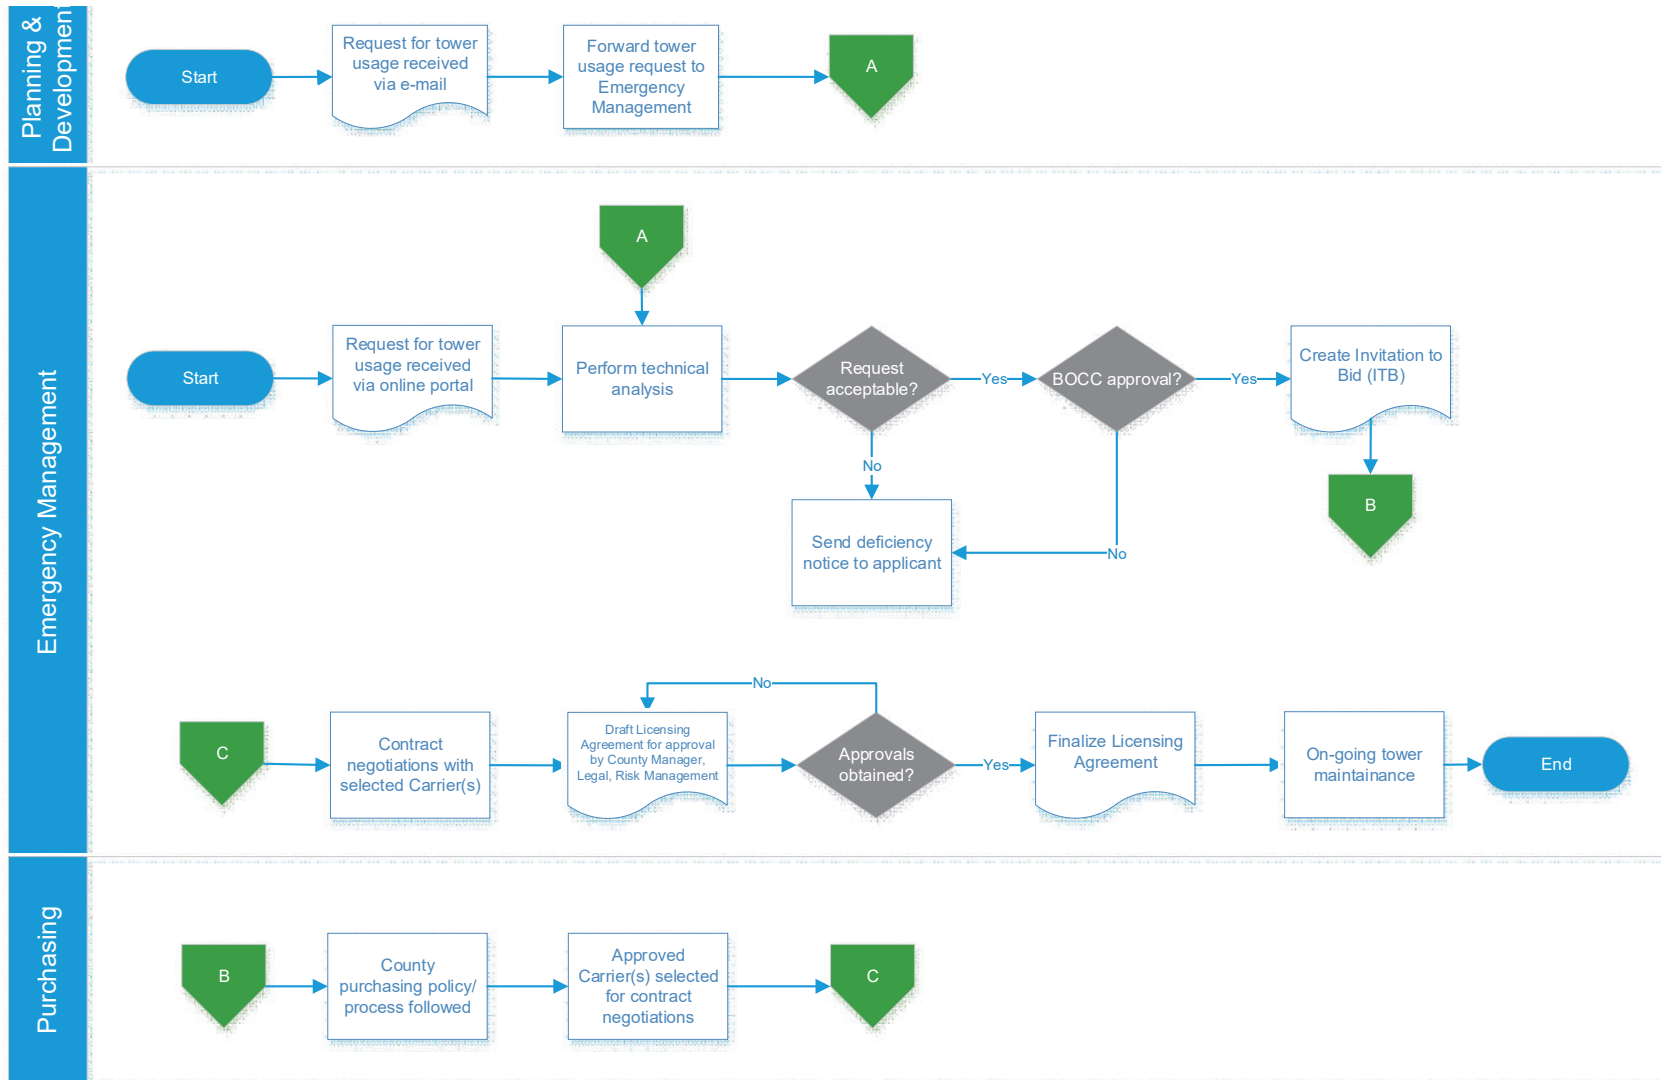 Planning &
Development
Start
Request for tower
usage received
via e-mail
Forward tower
usage request to
Emergency
Management
A
Emergency Management
A
Start
Request for tower
usage received
via online portal
Perform technical
analysis
Request
acceptable?
Yes
BOCC approval?
Yes
Create Invitation to
Bid (ITB)
No
B
Send deficiency
notice to applicant
No
No
C
Contract
negotiations with
selected Carrier(s)
Draft Licensing
Agreement for approval
by County Manager,
Legal, Risk Management
Approvals
obtained?
Yes
Finalize Licensing
Agreement
On-going tower
maintainance
End
Purchasing
B
County
purchasing policy/
process followed
Approved
Carrier(s) selected
for contract
negotiations
C